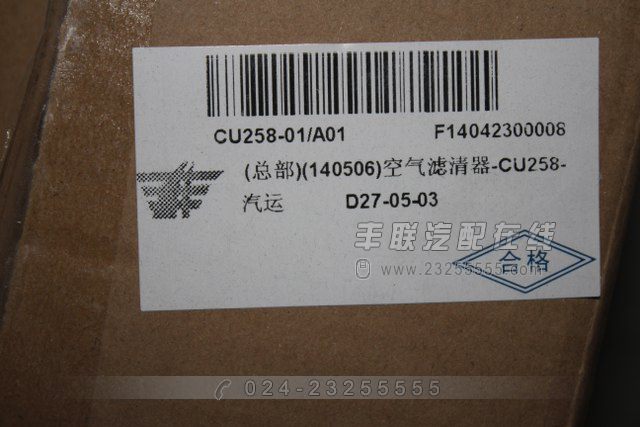 CU258-01/A01 F14042300008
(总部)(140506)空气滤清器-CU258-
汽运 D27-05-03
丰联汽配在线
www.23255555.com
合格
024-23255555